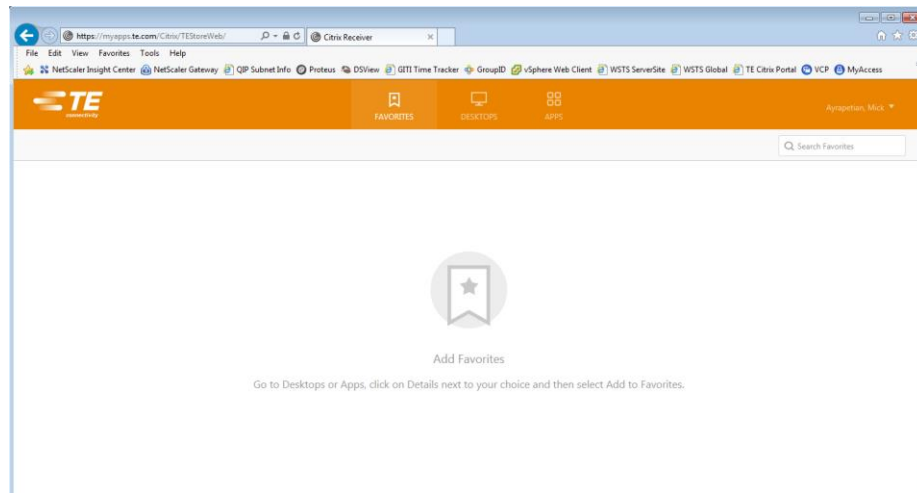 https://myapps.te.com/Citrix/TEStoreWeb/ Citrix Receiver
File Edit View Favorites Tools Help
NetScaler Insight Center NetScaler Gateway QIP Subnet Info Proteus DSView GITI Time Tracker GroupID vSphere Web Client WSTS ServerSite WSTS Global TE Citrix Portal VCP MyAccess
TE
connectivity
FAVORITES DESKTOPS APPS
Ayrapetian, Mick
Search Favorites
Add Favorites
Go to Desktops or Apps, click on Details next to your choice and then select Add to Favorites.